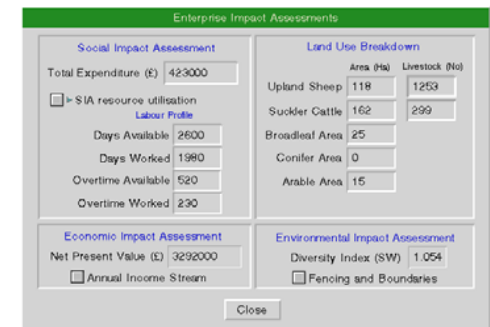 Enterprise Impact Assessments
Social Impact Assessment
Total Expenditure (£) 423000
SIA resource utilisation
Labour Profile
Days Available 2600
Days Worked 1980
Overtime Available 520
Overtime Worked 230
Land Use Breakdown
Area (Ha) Livestock (No)
Upland Sheep 118 1253
Suckler Cattle 162 299
Broadleaf Area 25
Conifer Area 0
Arable Area 15
Economic Impact Assessment
Net Present Value (£) 3292000
Annual Income Stream
Environmental Impact Assessment
Diversity Index (SW) 1.054
Fencing and Boundaries
Close